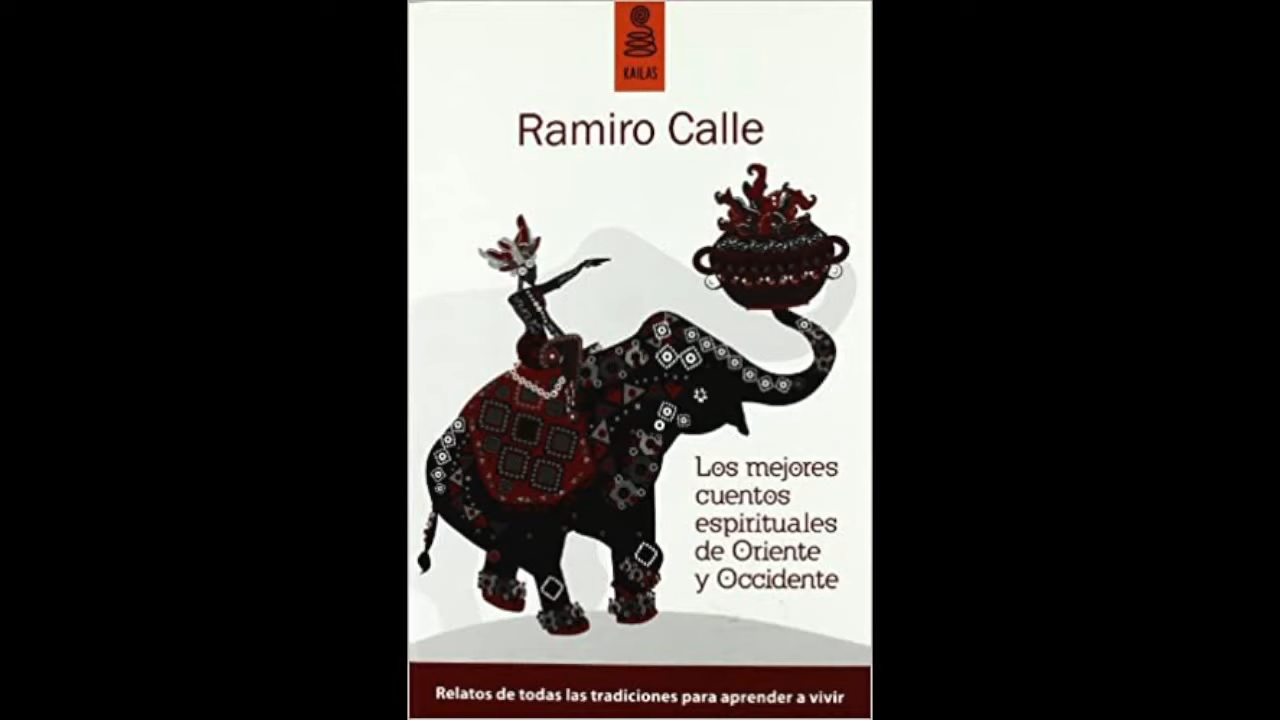 KAILAS
Ramiro Calle
Los mejores
cuentos
espirituales
de Oriente
y Occidente
Relatos de todas las tradiciones para aprender a vivir